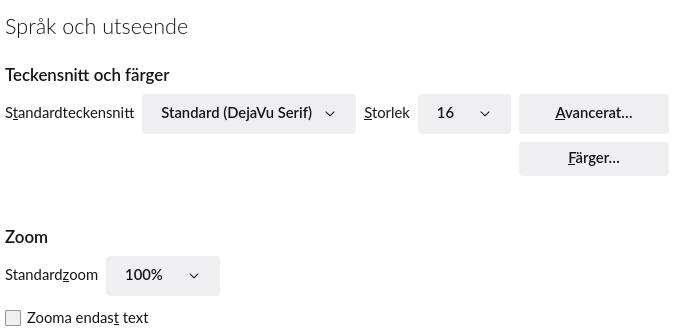 Språk och utseende
Teckensnitt och färger
Standardteckensnitt Standard (DejaVu Serif) Storlek 16 Avancerat...
Färger...
Zoom
Standardzoom 100%
Zooma endast text